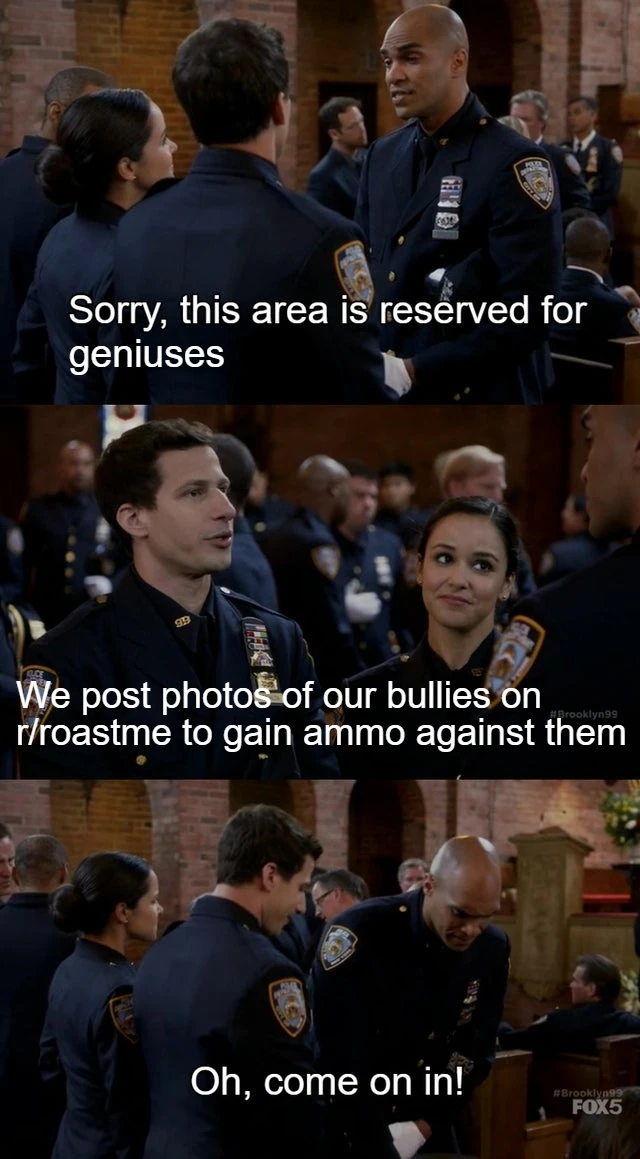 Sorry, this area is reserved for
geniuses
We post photos of our bullies on
r/roastme to gain ammo against them
#Brooklyn99
Oh, come on in!
#Brooklyn99
FOX5